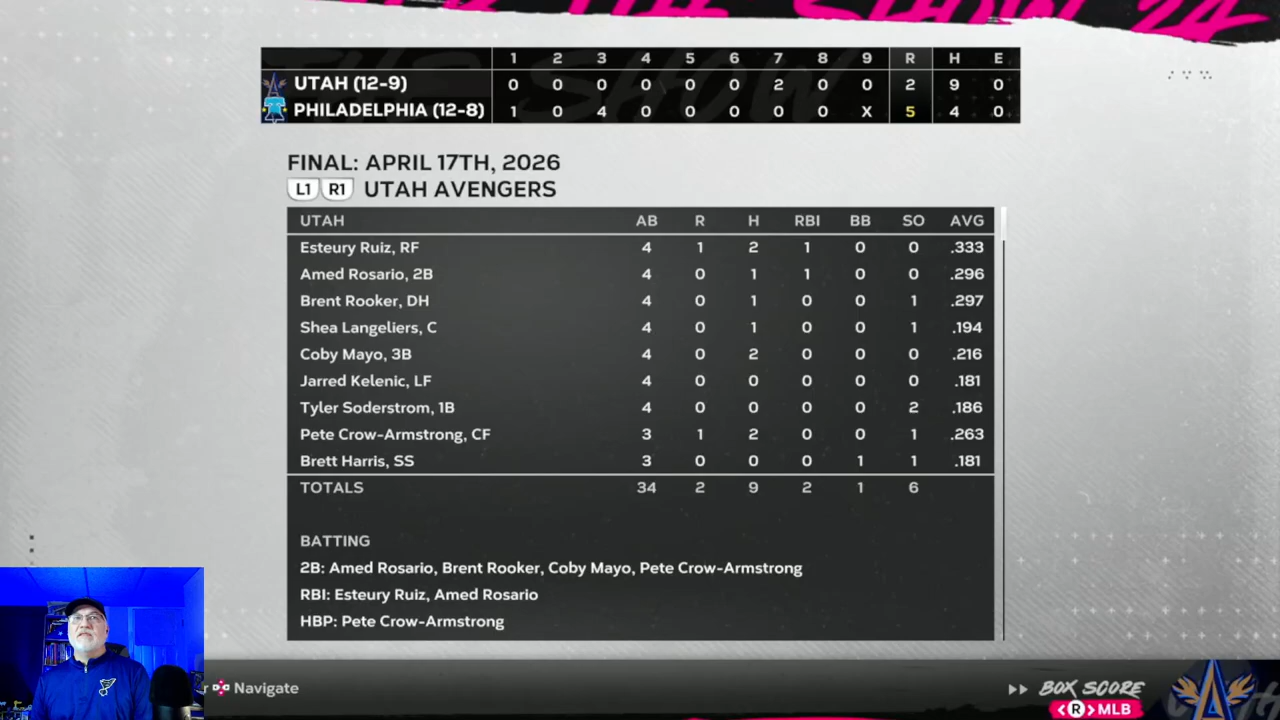 THE SHOW 24
1 2 3 4 5 6 7 8 9 R H E
UTAH (12-9) 0 0 0 0 0 0 2 0 0 2 9 0
PHILADELPHIA (12-8) 1 0 4 0 0 0 0 0 X 5 4 0
FINAL: APRIL 17TH, 2026
L1 R1 UTAH AVENGERS
UTAH AB R H RBI BB SO AVG
Esteury Ruiz, RF 4 1 2 1 0 0 .333
Amed Rosario, 2B 4 0 1 1 0 0 .296
Brent Rooker, DH 4 0 1 0 0 1 .297
Shea Langeliers, C 4 0 1 0 0 1 .194
Coby Mayo, 3B 4 0 2 0 0 0 .216
Jarred Kelenic, LF 4 0 0 0 0 0 .181
Tyler Soderstrom, 1B 4 0 0 0 0 2 .186
Pete Crow-Armstrong, CF 3 1 2 0 0 1 .263
Brett Harris, SS 3 0 0 0 1 1 .181
TOTALS 34 2 9 2 1 6
BATTING
2B: Amed Rosario, Brent Rooker, Coby Mayo, Pete Crow-Armstrong
RBI: Esteury Ruiz, Amed Rosario
HBP: Pete Crow-Armstrong
Navigate
BOX SCORE
R MLB